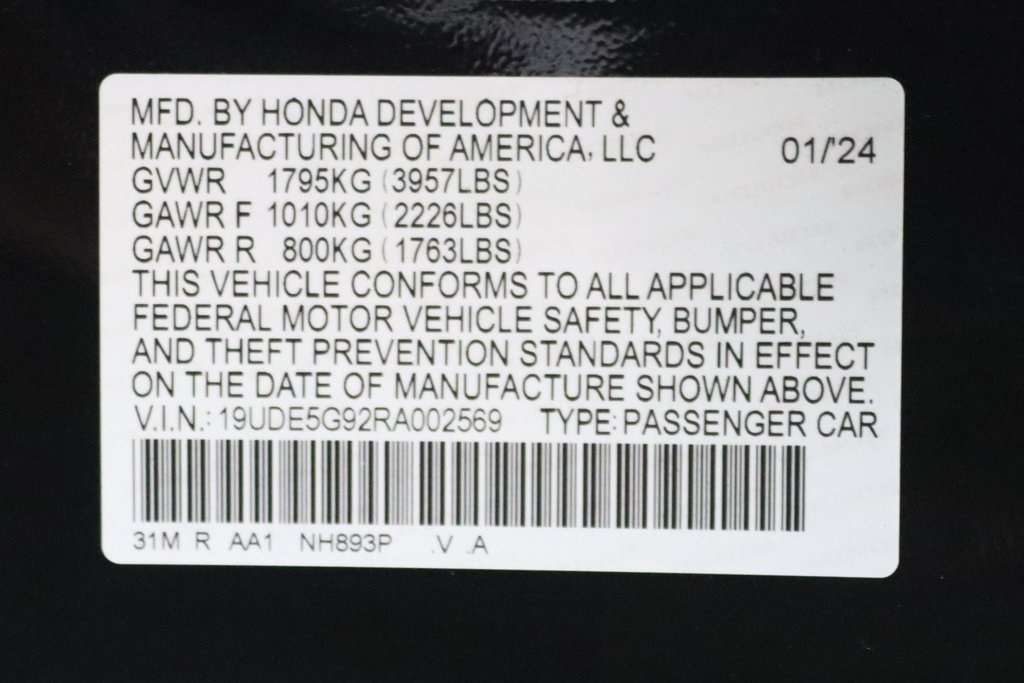 MFD. BY HONDA DEVELOPMENT &
MANUFACTURING OF AMERICA, LLC 01/'24
GVWR 1795KG (3957LBS)
GAWR F 1010KG (2226LBS)
GAWR R 800KG (1763LBS)
THIS VEHICLE CONFORMS TO ALL APPLICABLE
FEDERAL MOTOR VEHICLE SAFETY, BUMPER,
AND THEFT PREVENTION STANDARDS IN EFFECT
ON THE DATE OF MANUFACTURE SHOWN ABOVE.
V.I.N.: 19UDE5G92RA002569 TYPE: PASSENGER CAR
31M R AA1 NH893P .V .A